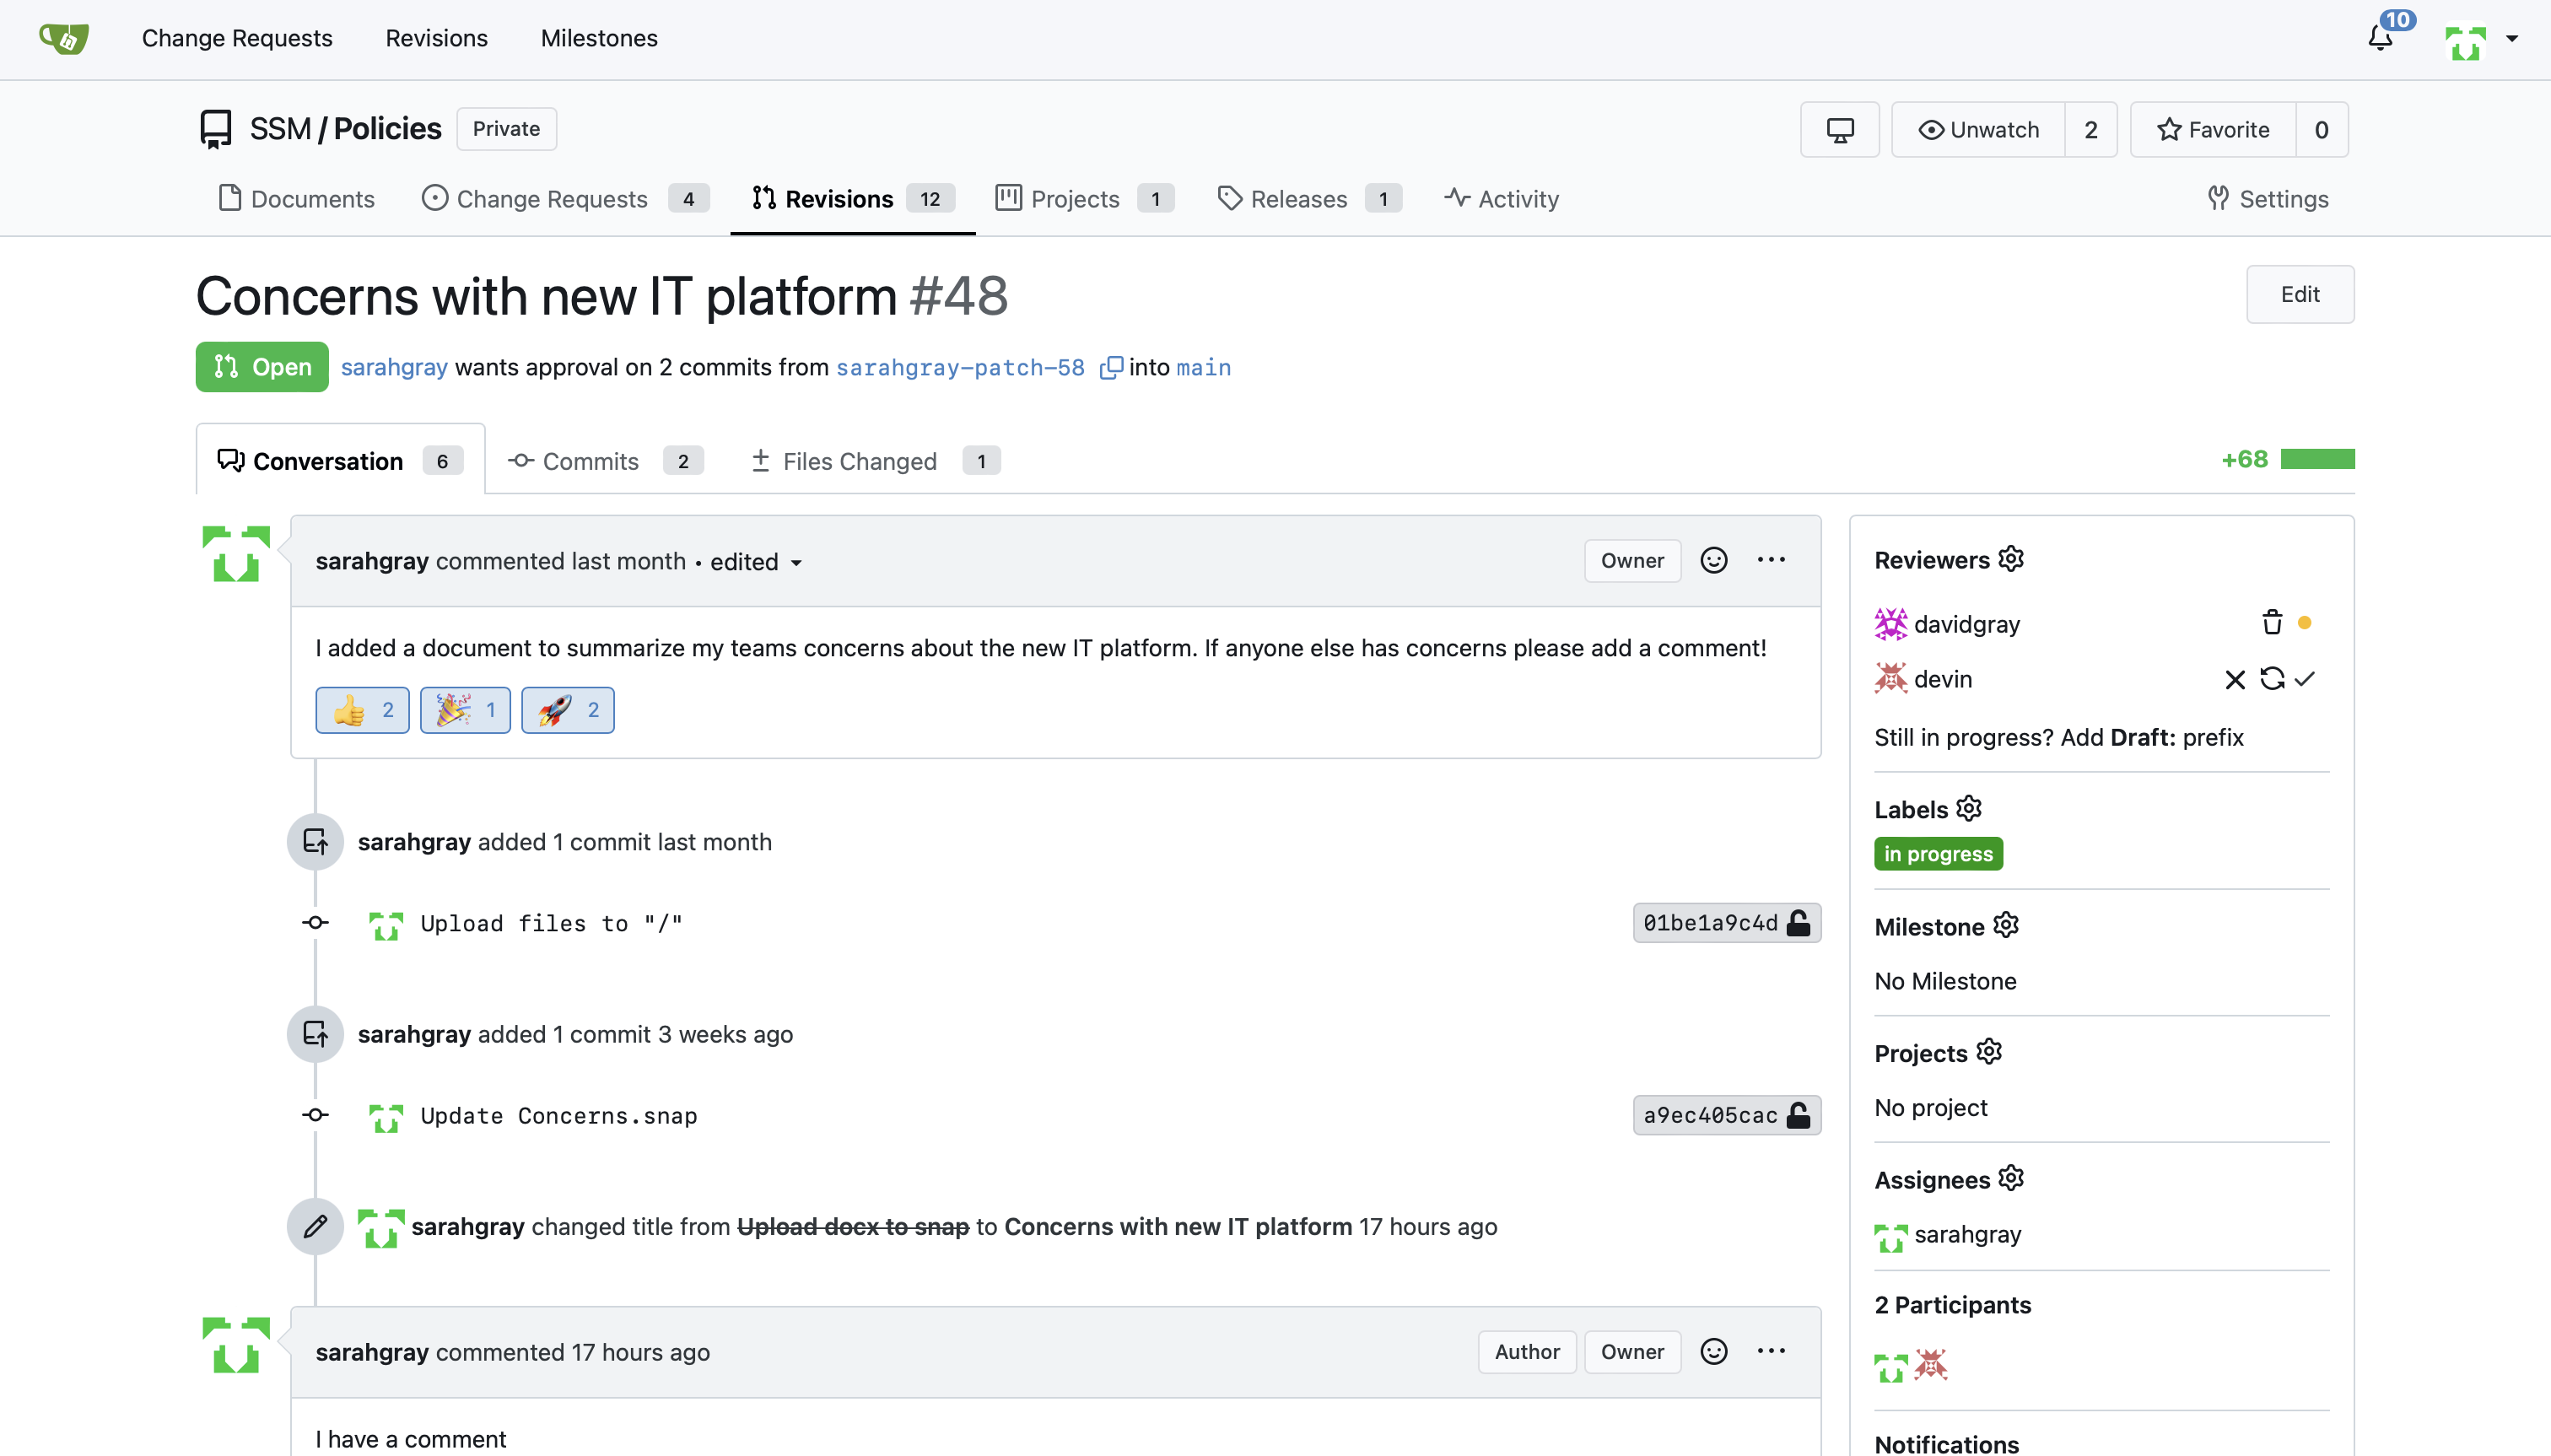 Change Requests Revisions Milestones 10
SSM / Policies Private Unwatch 2 Favorite 0
Documents Change Requests 4 Revisions 12 Projects 1 Releases 1 Activity Settings
Concerns with new IT platform #48 Edit
Open sarahgray wants approval on 2 commits from sarahgray-patch-58 into main
Conversation 6 Commits 2 Files Changed 1 +68
sarahgray commented last month • edited Owner
I added a document to summarize my teams concerns about the new IT platform. If anyone else has concerns please add a comment!
👍 2 🎉 1 🚀 2
sarahgray added 1 commit last month
Upload files to "/" 01be1a9c4d
sarahgray added 1 commit 3 weeks ago
Update Concerns.snap a9ec405cac
sarahgray changed title from Upload docx to snap to Concerns with new IT platform 17 hours ago
sarahgray commented 17 hours ago Author Owner
I have a comment
Reviewers
davidgray
devin
Still in progress? Add Draft: prefix
Labels
in progress
Milestone
No Milestone
Projects
No project
Assignees
sarahgray
2 Participants
Notifications